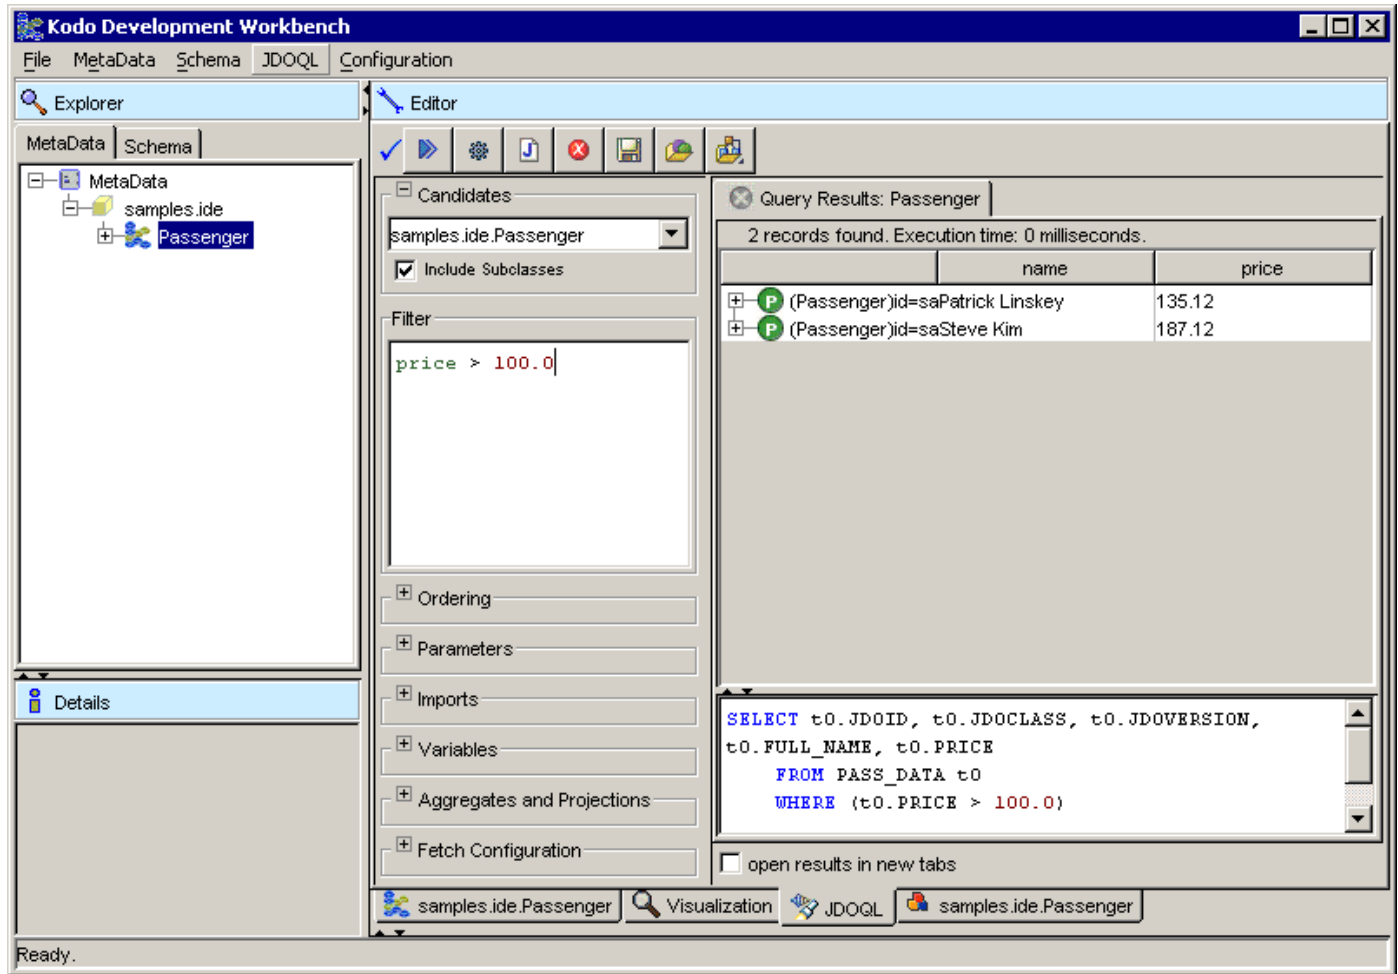 Kodo Development Workbench
File MetaData Schema JDOQL Configuration
Explorer
Editor
MetaData Schema
MetaData
samples.ide
Passenger
Candidates
samples.ide.Passenger
Include Subclasses
Filter
price > 100.0
Ordering
Parameters
Imports
Variables
Aggregates and Projections
Fetch Configuration
Query Results: Passenger
2 records found. Execution time: 0 milliseconds.
name price
P (Passenger)id=saPatrick Linskey 135.12
P (Passenger)id=saSteve Kim 187.12
SELECT t0.JDOID, t0.JDOCLASS, t0.JDOVERSION,
t0.FULL_NAME, t0.PRICE
FROM PASS_DATA t0
WHERE (t0.PRICE > 100.0)
open results in new tabs
Details
samples.ide.Passenger Visualization JDOQL samples.ide.Passenger
Ready.